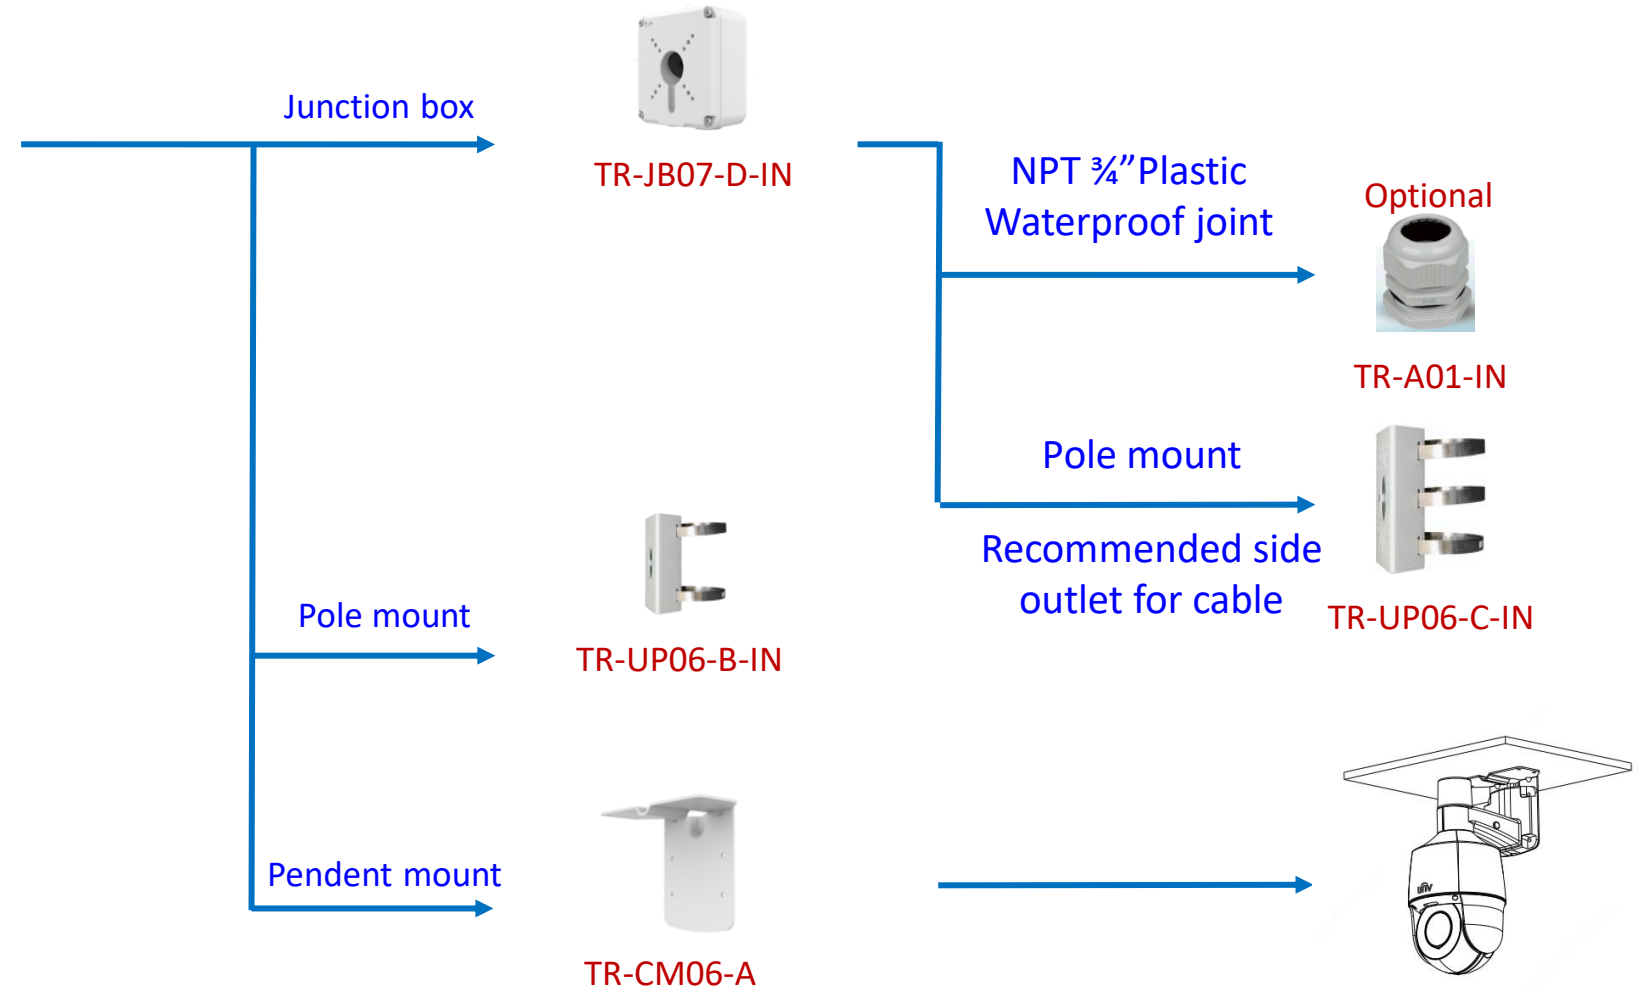 Junction box
TR-JB07-D-IN
NPT ¾”Plastic
Waterproof joint
Optional
TR-A01-IN
Pole mount
Recommended side
outlet for cable
TR-UP06-C-IN
Pole mount
TR-UP06-B-IN
Pendent mount
TR-CM06-A
unv